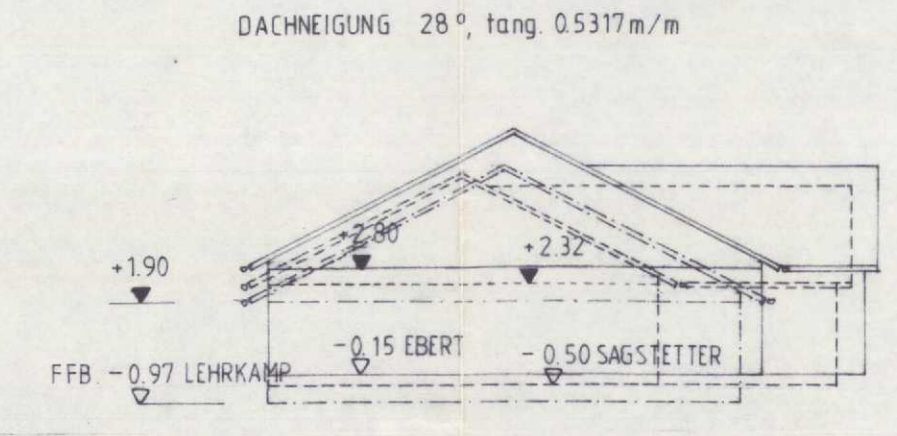 DACHNEIGUNG 28°, tang. 0.5317m/m
+2.80
+2.32
+1.90
-0.15 EBERT
-0.50 SAGSTETTER
FFB. -0.97 LEHRKAMP